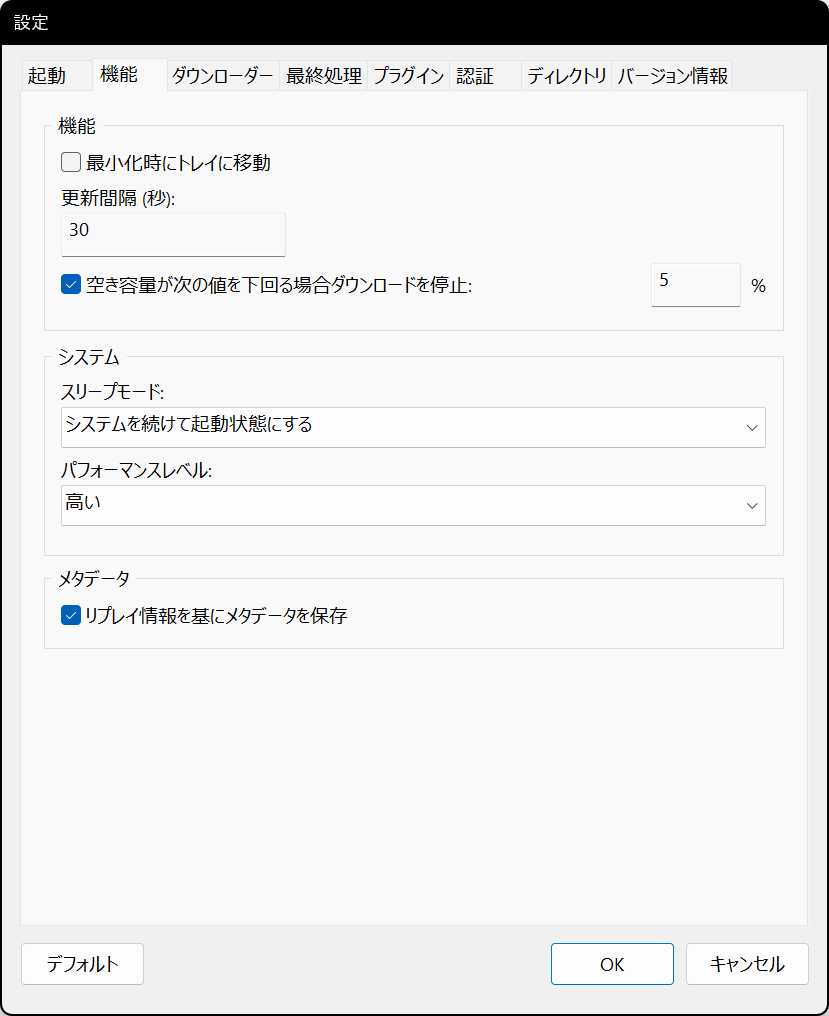 設定
起動 機能 ダウンローダー 最終処理 プラグイン 認証 ディレクトリ バージョン情報
機能
最小化時にトレイに移動
更新間隔 (秒):
30
空き容量が次の値を下回る場合ダウンロードを停止: 5 %
システム
スリープモード:
システムを続けて起動状態にする
パフォーマンスレベル:
高い
メタデータ
リプレイ情報を基にメタデータを保存
デフォルト OK キャンセル